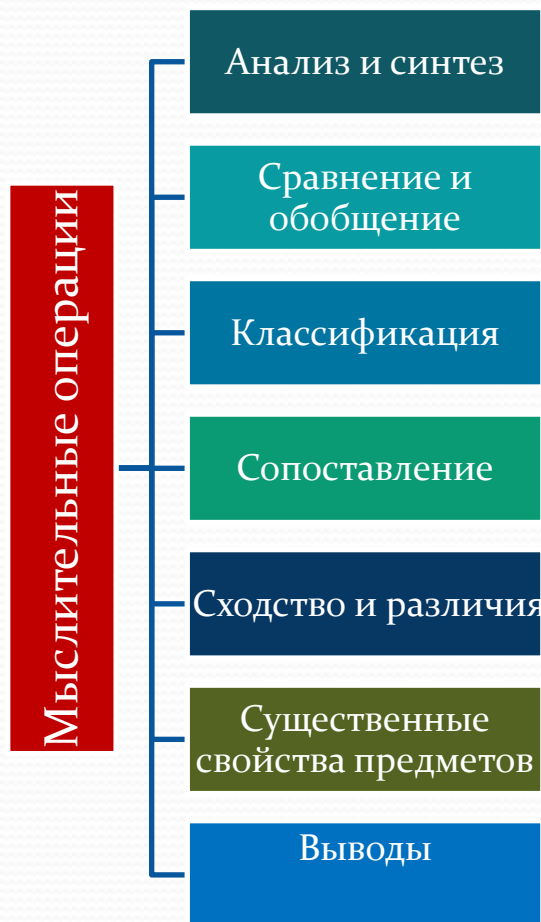 Мыслительные операции
Анализ и синтез
Сравнение и
обобщение
Классификация
Сопоставление
Сходство и различия
Существенные
свойства предметов
Выводы